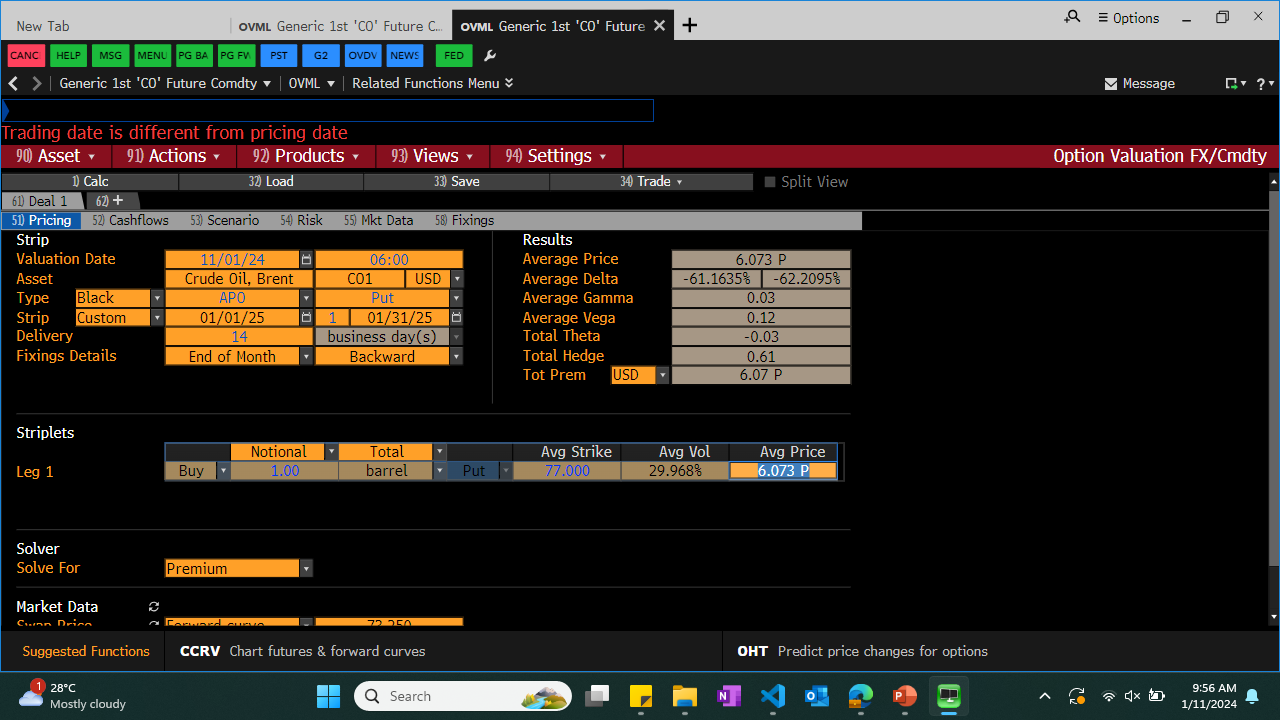 New Tab OVML Generic 1st 'CO' Future C... OVML Generic 1st 'CO' Future Options
CANC HELP MSG MENU PG BA PG FW PST G2 OVDV NEWS FED
Generic 1st 'CO' Future Comdty OVML Related Functions Menu Message ?
Trading date is different from pricing date
90) Asset 91) Actions 92) Products 93) Views 94) Settings Option Valuation FX/Cmdty
1) Calc 32) Load 33) Save 34) Trade Split View
61) Deal 1 62) +
51) Pricing 52) Cashflows 53) Scenario 54) Risk 55) Mkt Data 58) Fixings
Strip Results
Valuation Date 11/01/24 06:00 Average Price 6.073 P
Asset Crude Oil, Brent CO1 USD Average Delta -61.1635% -62.2095%
Type Black APO Put Average Gamma 0.03
Strip Custom 01/01/25 1 01/31/25 Average Vega 0.12
Delivery 14 business day(s) Total Theta -0.03
Fixings Details End of Month Backward Total Hedge 0.61
Tot Prem USD 6.07 P
Striplets
Notional Total Avg Strike Avg Vol Avg Price
Leg 1 Buy 1.00 barrel Put 77.000 29.968% 6.073 P
Solver
Solve For Premium
Market Data
Swap Price Forward curve 73.250
Suggested Functions CCRV Chart futures & forward curves OHT Predict price changes for options
1 28°C Mostly cloudy Search 9:56 AM
1/11/2024